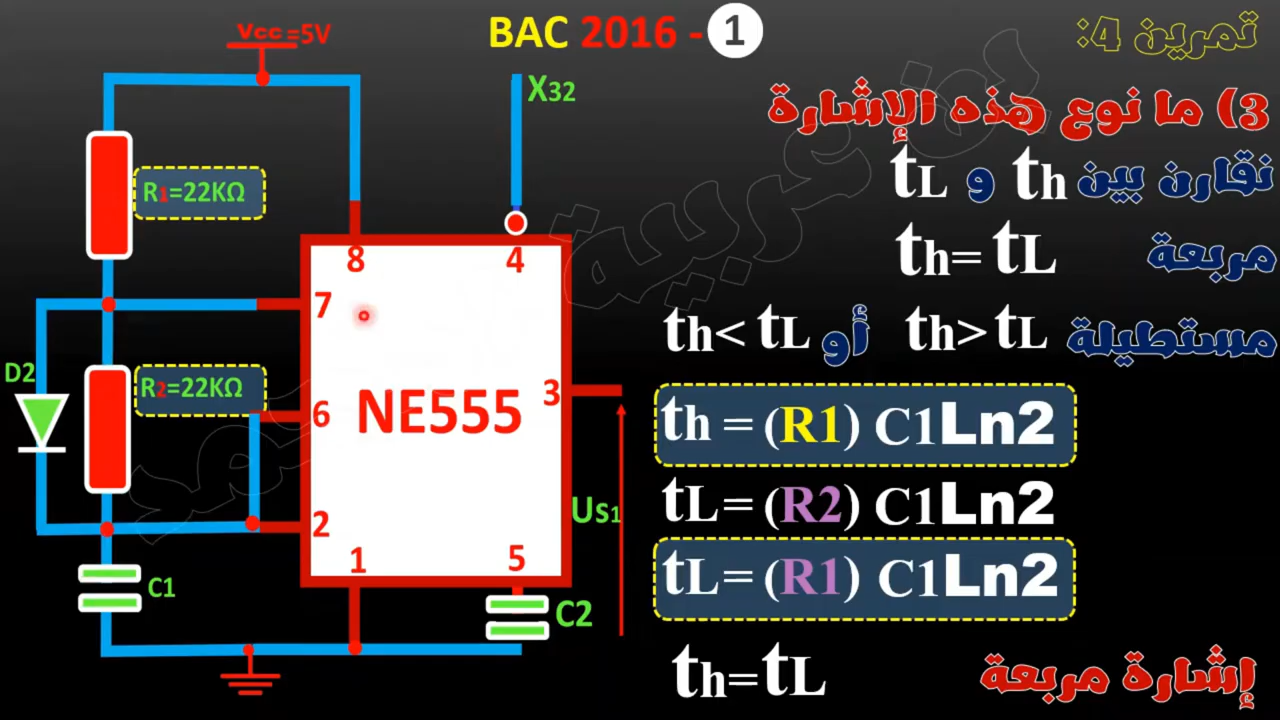 BAC 2016 - 1
تمرين 4:
3) ما نوع هذه الإشارة
نقارن بين th و tL
مربعة th= tL
مستطيلة th> tL أو th< tL
th = (R1) C1Ln2
tL= (R2) C1Ln2
tL= (R1) C1Ln2
th=tL إشارة مربعة
Vcc=5V
X32
R1=22KΩ
8
4
7
D2
R2=22KΩ
6
NE555
3
2
Us1
1
5
C1
C2